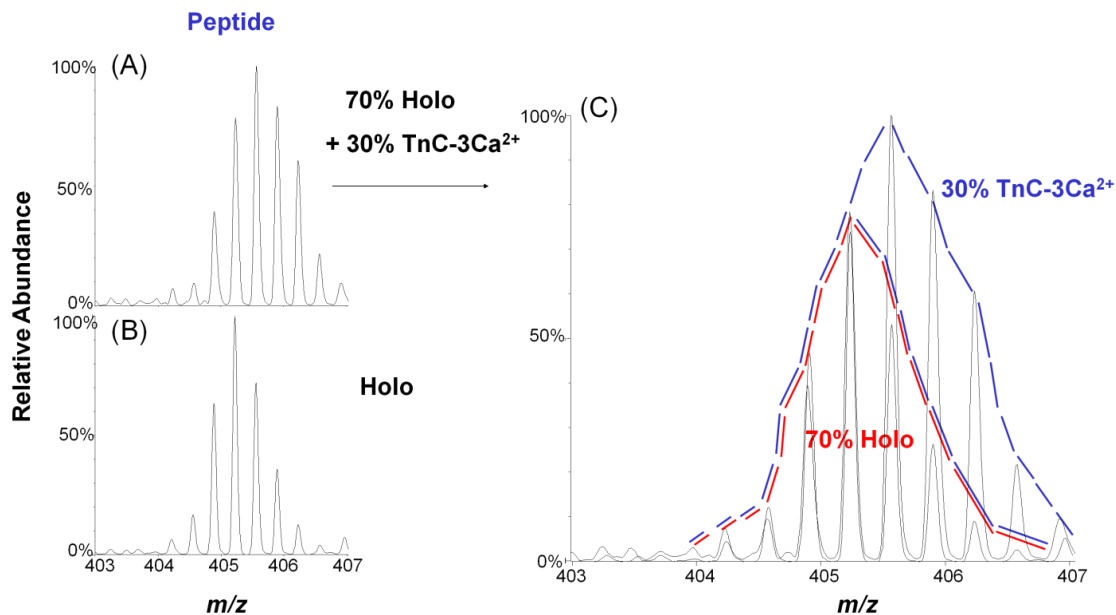 Peptide
Relative Abundance
(A)
100%
50%
0%
70% Holo
+ 30% TnC-3Ca²⁺
(B)
100%
50%
0%
Holo
403 404 405 406 407
m/z
(C)
100%
50%
0%
30% TnC-3Ca²⁺
70% Holo
403 404 405 406 407
m/z